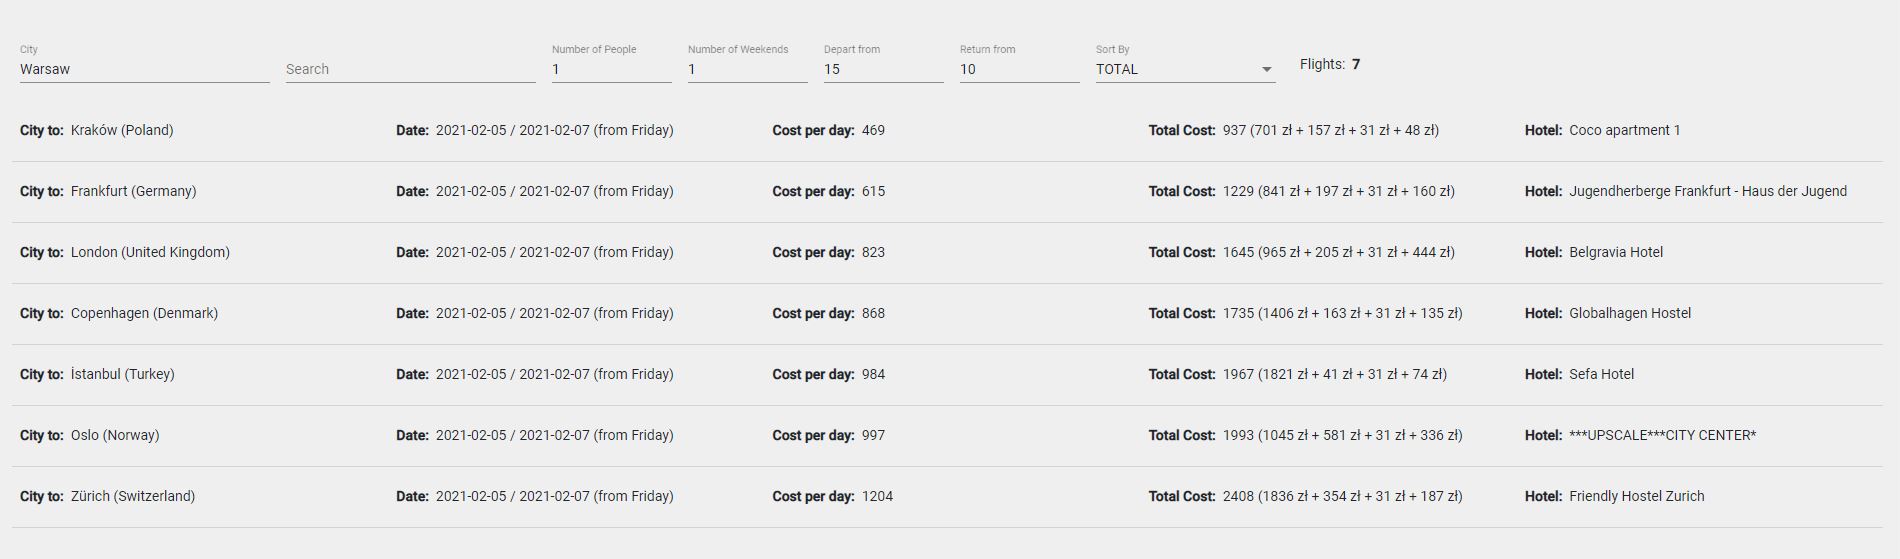 City Number of People Number of Weekends Depart from Return from Sort By
Warsaw Search 1 1 15 10 TOTAL Flights: 7
City to: Kraków (Poland) Date: 2021-02-05 / 2021-02-07 (from Friday) Cost per day: 469 Total Cost: 937 (701 zł + 157 zł + 31 zł + 48 zł) Hotel: Coco apartment 1
City to: Frankfurt (Germany) Date: 2021-02-05 / 2021-02-07 (from Friday) Cost per day: 615 Total Cost: 1229 (841 zł + 197 zł + 31 zł + 160 zł) Hotel: Jugendherberge Frankfurt - Haus der Jugend
City to: London (United Kingdom) Date: 2021-02-05 / 2021-02-07 (from Friday) Cost per day: 823 Total Cost: 1645 (965 zł + 205 zł + 31 zł + 444 zł) Hotel: Belgravia Hotel
City to: Copenhagen (Denmark) Date: 2021-02-05 / 2021-02-07 (from Friday) Cost per day: 868 Total Cost: 1735 (1406 zł + 163 zł + 31 zł + 135 zł) Hotel: Globalhagen Hostel
City to: İstanbul (Turkey) Date: 2021-02-05 / 2021-02-07 (from Friday) Cost per day: 984 Total Cost: 1967 (1821 zł + 41 zł + 31 zł + 74 zł) Hotel: Sefa Hotel
City to: Oslo (Norway) Date: 2021-02-05 / 2021-02-07 (from Friday) Cost per day: 997 Total Cost: 1993 (1045 zł + 581 zł + 31 zł + 336 zł) Hotel: ***UPSCALE***CITY CENTER*
City to: Zürich (Switzerland) Date: 2021-02-05 / 2021-02-07 (from Friday) Cost per day: 1204 Total Cost: 2408 (1836 zł + 354 zł + 31 zł + 187 zł) Hotel: Friendly Hostel Zurich